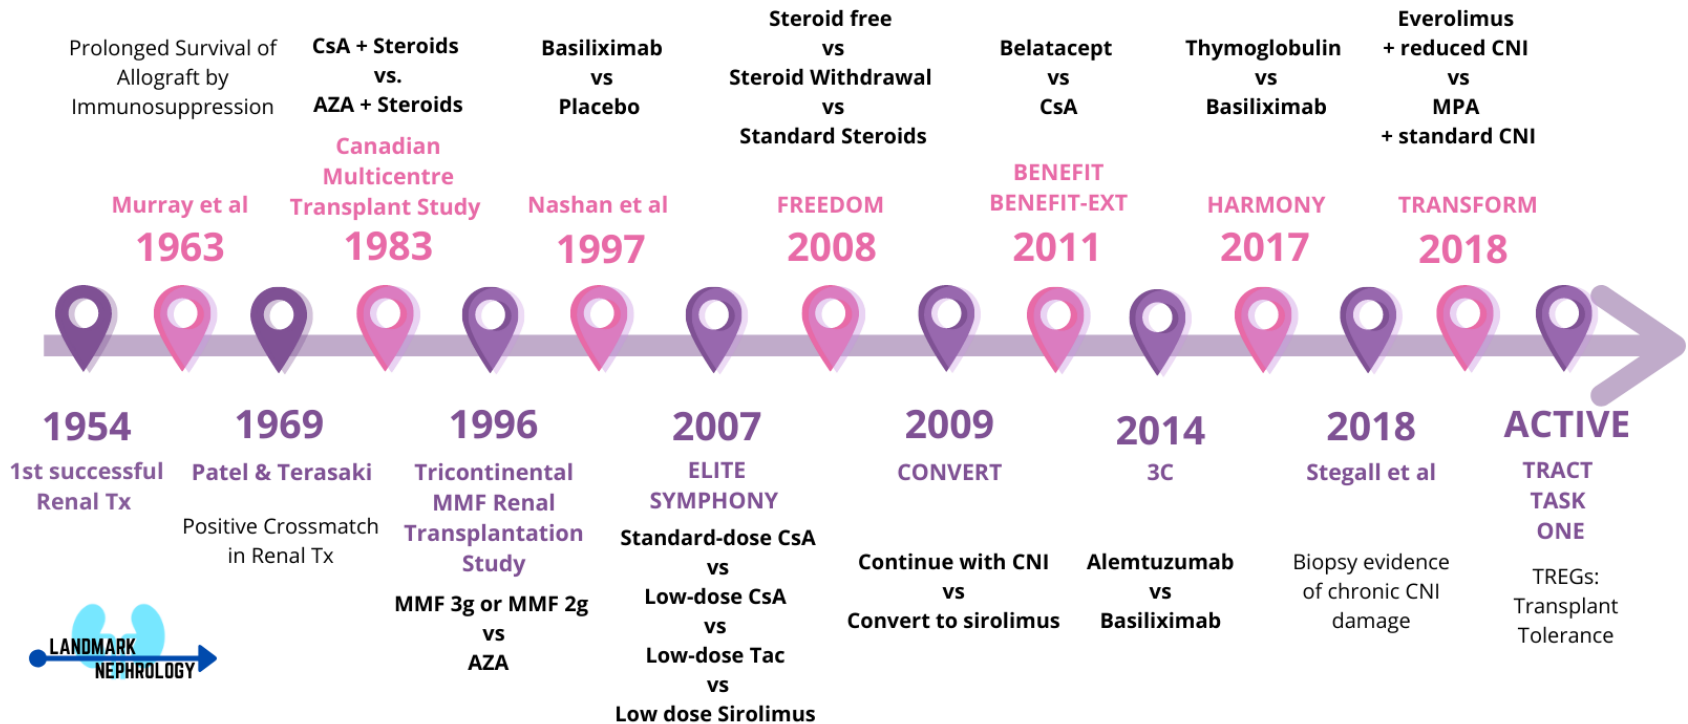 Prolonged Survival of
Allograft by
Immunosuppression
Murray et al
1963
CsA + Steroids
vs.
AZA + Steroids
Canadian
Multicentre
Transplant Study
1983
Basiliximab
vs
Placebo
Nashan et al
1997
Steroid free
vs
Steroid Withdrawal
vs
Standard Steroids
FREEDOM
2008
Belatacept
vs
CsA
BENEFIT
BENEFIT-EXT
2011
Thymoglobulin
vs
Basiliximab
HARMONY
2017
Everolimus
+ reduced CNI
vs
MPA
+ standard CNI
TRANSFORM
2018
1954
1st successful
Renal Tx
1969
Patel & Terasaki
Positive Crossmatch
in Renal Tx
1996
Tricontinental
MMF Renal
Transplantation
Study
MMF 3g or MMF 2g
vs
AZA
2007
ELITE
SYMPHONY
Standard-dose CsA
vs
Low-dose CsA
vs
Low-dose Tac
vs
Low dose Sirolimus
2009
CONVERT
Continue with CNI
vs
Convert to sirolimus
2014
3C
Alemtuzumab
vs
Basiliximab
2018
Stegall et al
Biopsy evidence
of chronic CNI
damage
ACTIVE
TRACT
TASK
ONE
TREGs:
Transplant
Tolerance
LANDMARK
NEPHROLOGY